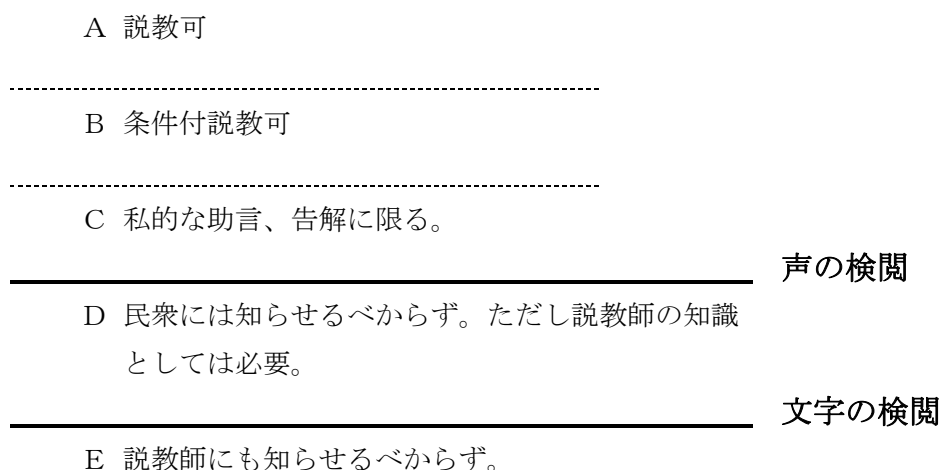 A 説教可
B 条件付説教可
C 私的な助言、告解に限る。
声の検閲
D 民衆には知らせるべからず。ただし説教師の知識
としては必要。
文字の検閲
E 説教師にも知らせるべからず。